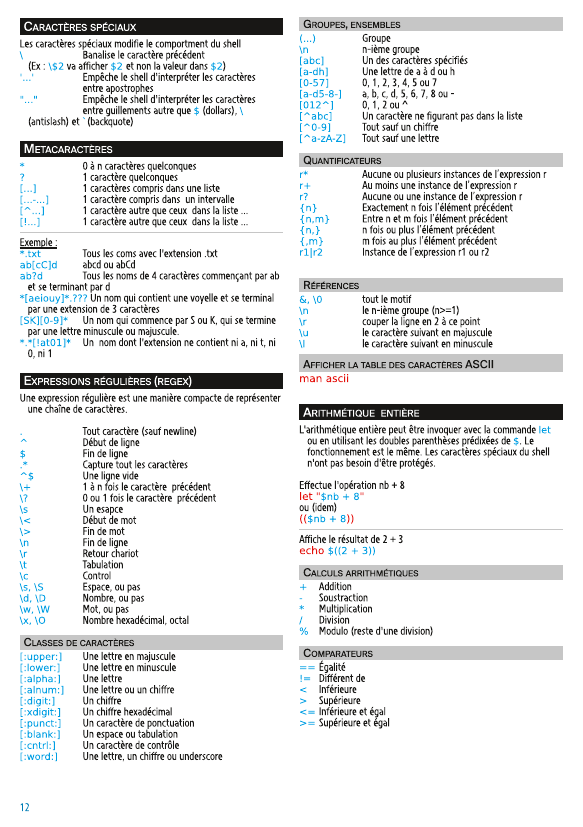 CARACTÈRES SPÉCIAUX
Les caractères spéciaux modifie le comportment du shell
\ Banalise le caractère précédent
(Ex : \$2 va afficher $2 et non la valeur dans $2)
'...' Empêche le shell d'interpréter les caractères
entre apostrophes
"..." Empêche le shell d'interpréter les caractères
entre guillements autre que $ (dollars), \
(antislash) et ` (backquote)
METACARACTÈRES
* 0 à n caractères quelconques
? 1 caractère quelconques
[...] 1 caractères compris dans une liste
[...-...] 1 caractère compris dans un intervalle
[^...] 1 caractère autre que ceux dans la liste ...
[!...] 1 caractère autre que ceux dans la liste ...
Exemple :
*.txt Tous les coms avec l'extension .txt
ab[cC]d abcd ou abCd
ab?d Tous les noms de 4 caractères commençant par ab
et se terminant par d
*[aeiouy]*.??? Un nom qui contient une voyelle et se terminal
par une extension de 3 caractères
[SK][0-9]* Un nom qui commence par S ou K, qui se termine
par une lettre minuscule ou majuscule.
*.*[!at01]* Un nom dont l'extension ne contient ni a, ni t, ni
0, ni 1
EXPRESSIONS RÉGULIÈRES (REGEX)
Une expression régulière est une manière compacte de représenter
une chaîne de caractères.
. Tout caractère (sauf newline)
^ Début de ligne
$ Fin de ligne
.* Capture tout les caractères
^$ Une ligne vide
\+ 1 à n fois le caractère précédent
\? 0 ou 1 fois le caractère précédent
\s Un esapce
\< Début de mot
\> Fin de mot
\n Fin de ligne
\r Retour chariot
\t Tabulation
\c Control
\s, \S Espace, ou pas
\d, \D Nombre, ou pas
\w, \W Mot, ou pas
\x, \O Nombre hexadécimal, octal
CLASSES DE CARACTÈRES
[:upper:] Une lettre en majuscule
[:lower:] Une lettre en minuscule
[:alpha:] Une lettre
[:alnum:] Une lettre ou un chiffre
[:digit:] Un chiffre
[:xdigit:] Un chiffre hexadécimal
[:punct:] Un caractère de ponctuation
[:blank:] Un espace ou tabulation
[:cntrl:] Un caractère de contrôle
[:word:] Une lettre, un chiffre ou underscore
12
GROUPES, ENSEMBLES
(...) Groupe
\n n-ième groupe
[abc] Un des caractères spécifiés
[a-dh] Une lettre de a à d ou h
[0-57] 0, 1, 2, 3, 4, 5 ou 7
[a-d5-8-] a, b, c, d, 5, 6, 7, 8 ou -
[012^] 0, 1, 2 ou ^
[^abc] Un caractère ne figurant pas dans la liste
[^0-9] Tout sauf un chiffre
[^a-zA-Z] Tout sauf une lettre
QUANTIFICATEURS
r* Aucune ou plusieurs instances de l'expression r
r+ Au moins une instance de l'expression r
r? Aucune ou une instance de l'expression r
{n} Exactement n fois l'élément précédent
{n,m} Entre n et m fois l'élément précédent
{n,} n fois ou plus l'élément précédent
{,m} m fois au plus l'élément précédent
r1|r2 Instance de l'expression r1 ou r2
RÉFÉRENCES
&, \0 tout le motif
\n le n-ième groupe (n>=1)
\r couper la ligne en 2 à ce point
\u le caractère suivant en majuscule
\l le caractère suivant en minuscule
AFFICHER LA TABLE DES CARACTÈRES ASCII
man ascii
ARITHMÉTIQUE ENTIÈRE
L'arithmétique entière peut être invoquer avec la commande let
ou en utilisant les doubles parenthèses prédixées de $. Le
fonctionnement est le même. Les caractères spéciaux du shell
n'ont pas besoin d'être protégés.
Effectue l'opération nb + 8
let "$nb + 8"
ou (idem)
(($nb + 8))
Affiche le résultat de 2 + 3
echo $((2 + 3))
CALCULS ARRITHMÉTIQUES
+ Addition
- Soustraction
* Multiplication
/ Division
% Modulo (reste d'une division)
COMPARATEURS
== Égalité
!= Différent de
< Inférieure
> Supérieure
<= Inférieure et égal
>= Supérieure et égal